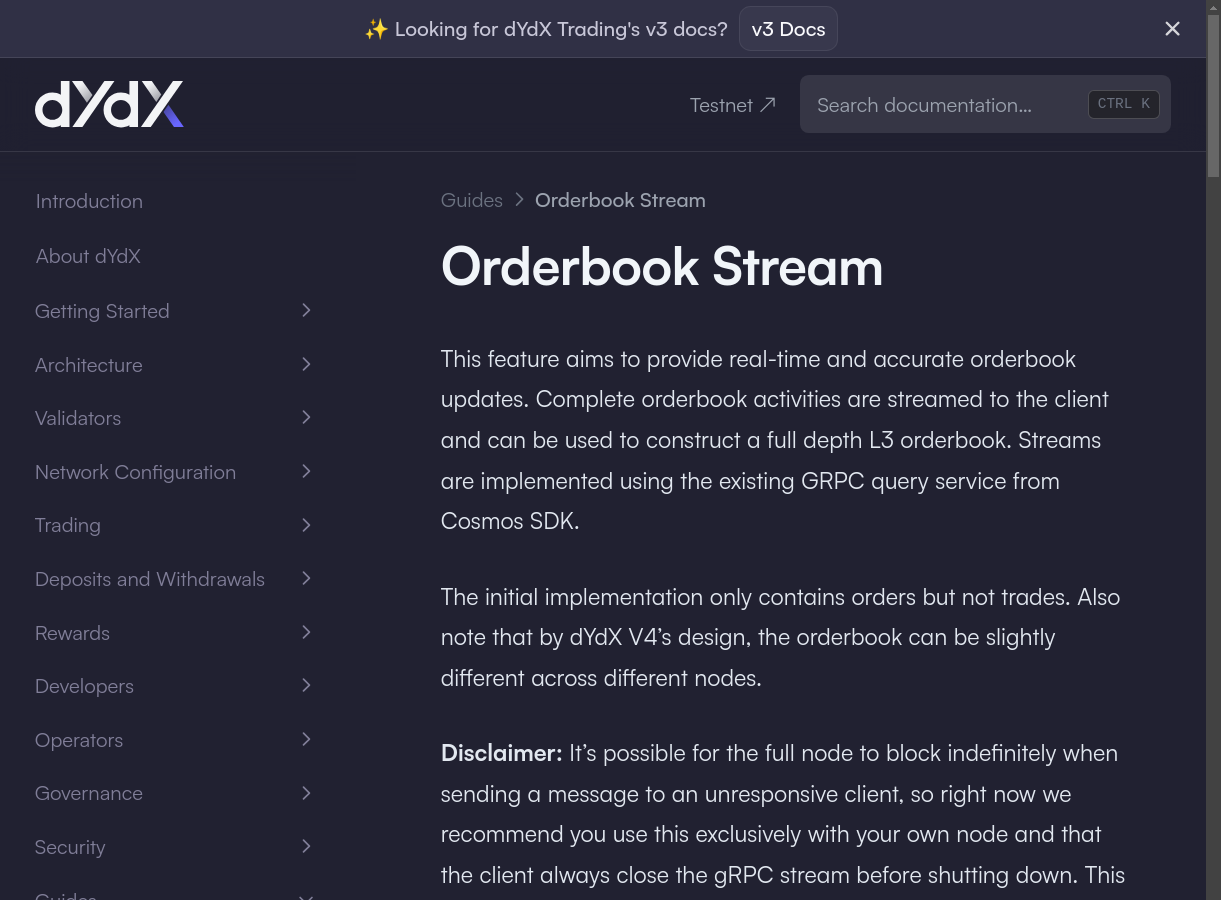 ✨ Looking for dYdX Trading's v3 docs? v3 Docs
dYdX
Testnet
Search documentation…
CTRL K
Introduction
About dYdX
Getting Started
Architecture
Validators
Network Configuration
Trading
Deposits and Withdrawals
Rewards
Developers
Operators
Governance
Security
Guides
Guides > Orderbook Stream
Orderbook Stream
This feature aims to provide real-time and accurate orderbook
updates. Complete orderbook activities are streamed to the client
and can be used to construct a full depth L3 orderbook. Streams
are implemented using the existing GRPC query service from
Cosmos SDK.
The initial implementation only contains orders but not trades. Also
note that by dYdX V4’s design, the orderbook can be slightly
different across different nodes.
Disclaimer: It’s possible for the full node to block indefinitely when
sending a message to an unresponsive client, so right now we
recommend you use this exclusively with your own node and that
the client always close the gRPC stream before shutting down. This